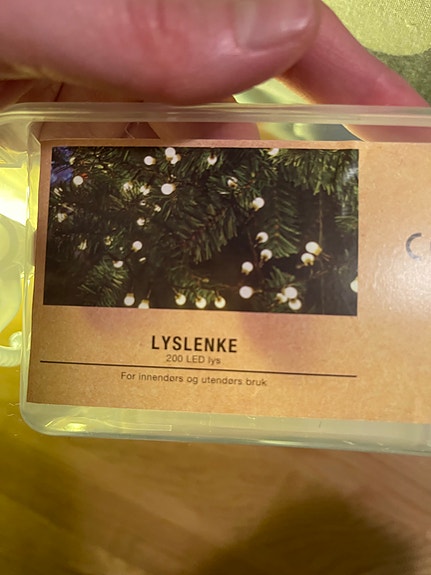 LYSLENKE
200 LED lys
For innendørs og utendørs bruk